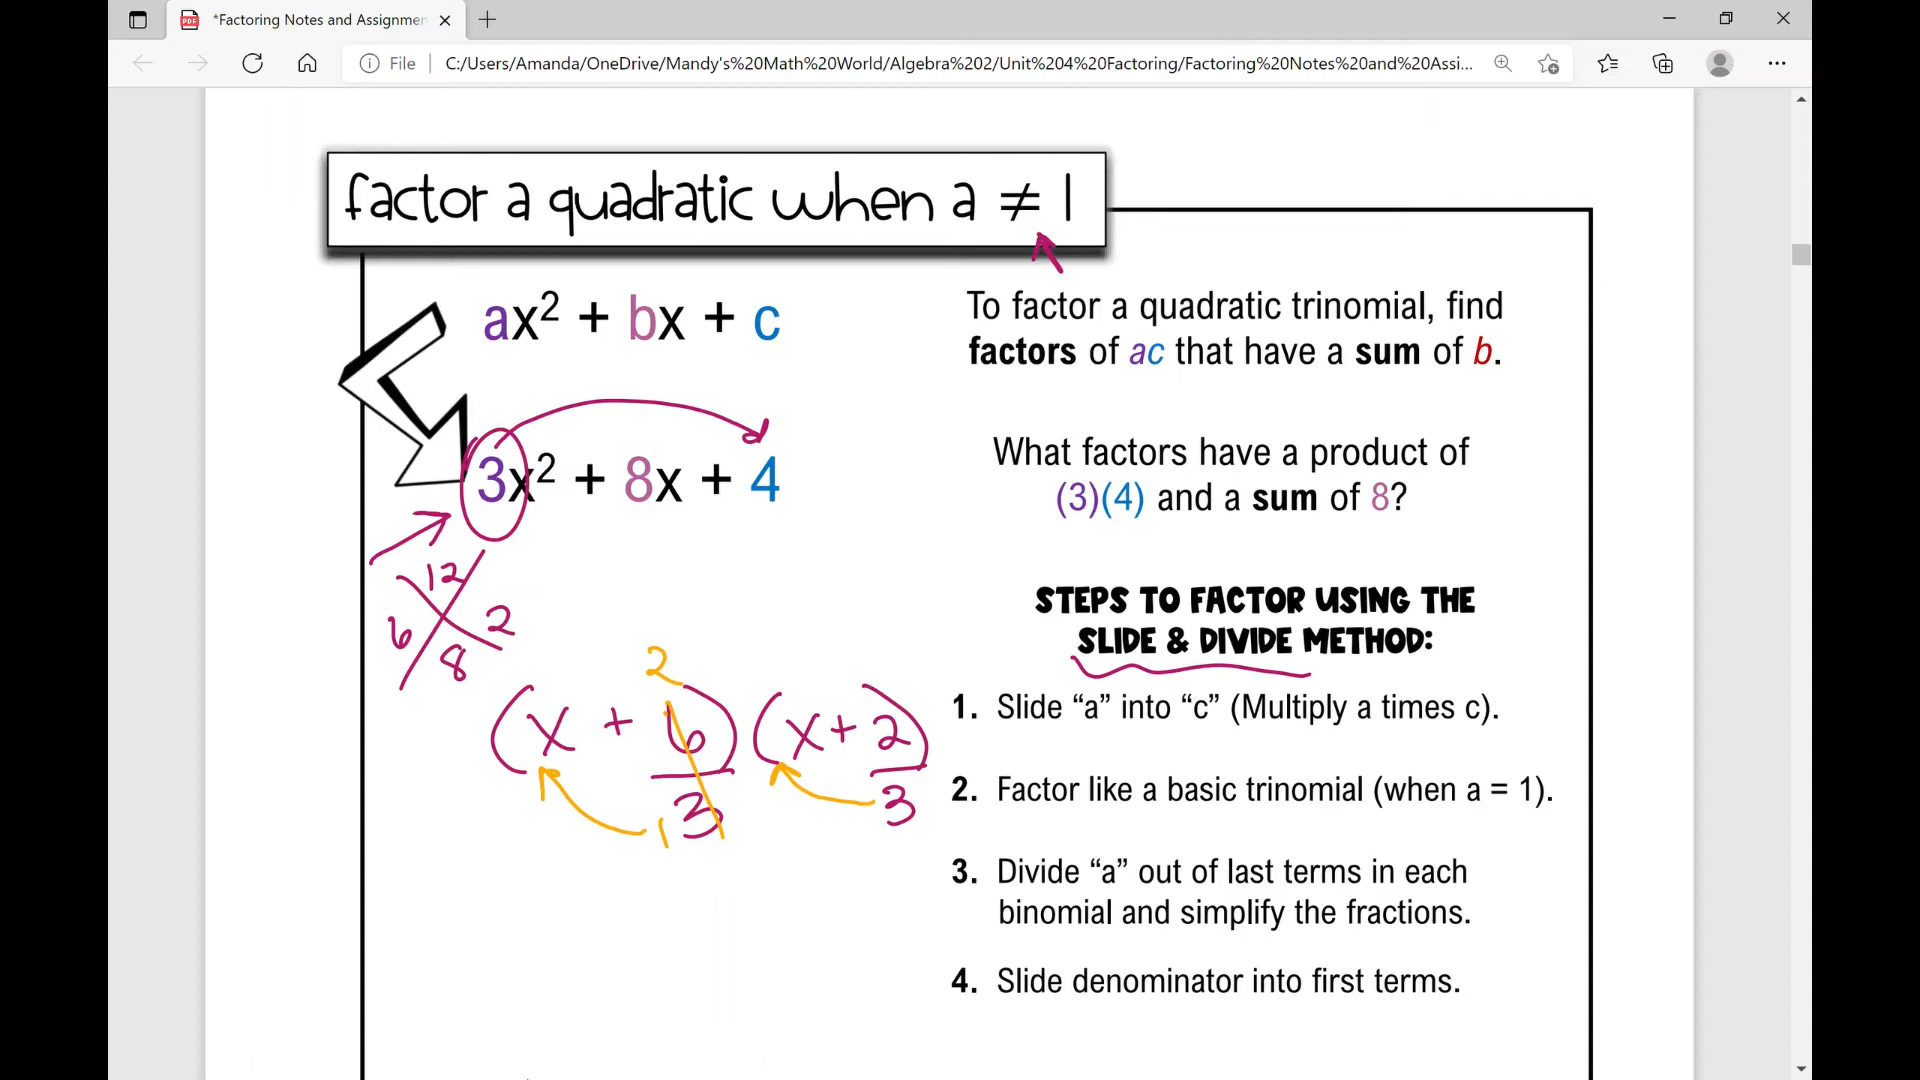 *Factoring Notes and Assignmen
File
C:/Users/Amanda/OneDrive/Mandy's%20Math%20World/Algebra%202/Unit%204%20Factoring/Factoring%20Notes%20and%20Assi...
factor a quadratic when a ≠ 1
ax² + bx + c
3x² + 8x + 4
12
6 2
8
2
(x + 6) (x + 2)
1 3 3
To factor a quadratic trinomial, find
factors of ac that have a sum of b.
What factors have a product of
(3)(4) and a sum of 8?
STEPS TO FACTOR USING THE
SLIDE & DIVIDE METHOD:
1. Slide “a” into “c” (Multiply a times c).
2. Factor like a basic trinomial (when a = 1).
3. Divide “a” out of last terms in each
binomial and simplify the fractions.
4. Slide denominator into first terms.